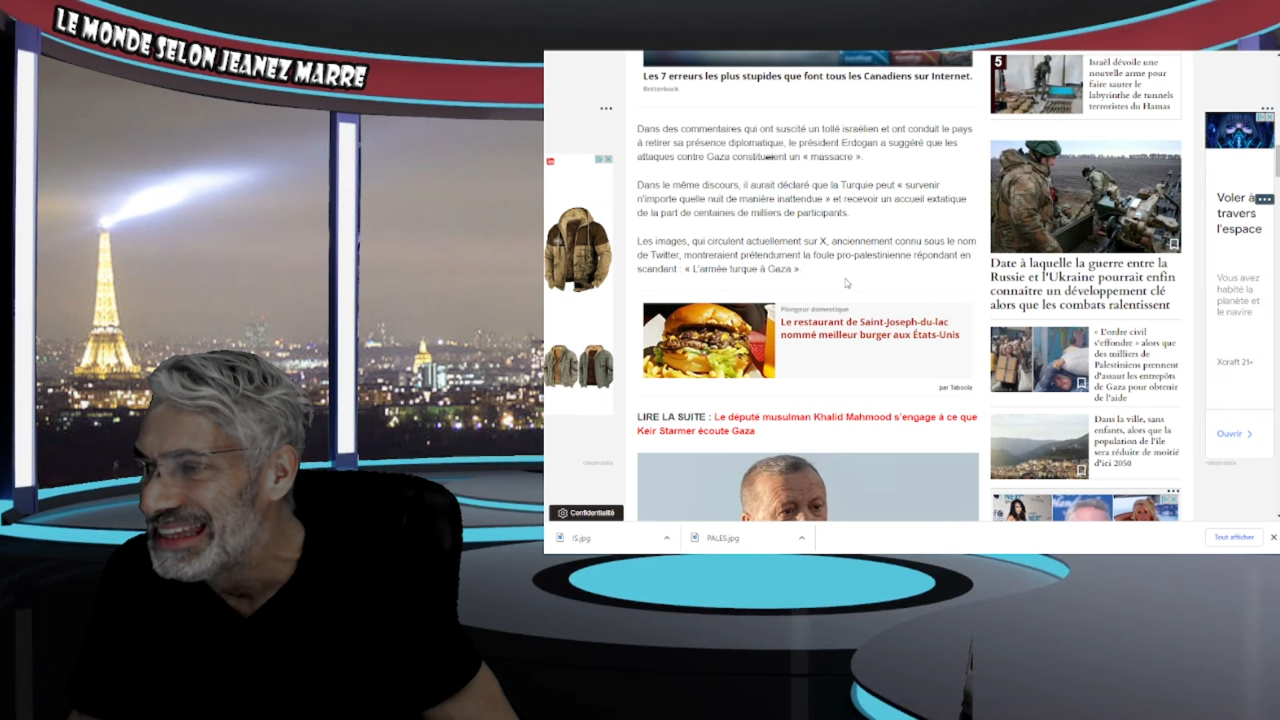 LE MONDE SELON JEANEZ MARRE
Les 7 erreurs les plus stupides que font tous les Canadiens sur Internet.
Betterbuck
Dans des commentaires qui ont suscité un tollé israélien et ont conduit le pays
à retirer sa présence diplomatique, le président Erdogan a suggéré que les
attaques contre Gaza constituaient un « massacre ».
Dans le même discours, il aurait déclaré que la Turquie peut « survenir
n'importe quelle nuit de manière inattendue » et recevoir un accueil extatique
de la part de centaines de milliers de participants.
Les images, qui circulent actuellement sur X, anciennement connu sous le nom
de Twitter, montreraient prétendument la foule pro-palestinienne répondant en
scandant : « L'armée turque à Gaza ».
Plongeur domestique
Le restaurant de Saint-Joseph-du-lac
nommé meilleur burger aux États-Unis
par Taboola
LIRE LA SUITE : Le député musulman Khalid Mahmood s'engage à ce que
Keir Starmer écoute Gaza
Confidentialité
5
Israël dévoile une
nouvelle arme pour
faire sauter le
labyrinthe de tunnels
terroristes du Hamas
Date à laquelle la guerre entre la
Russie et l'Ukraine pourrait enfin
connaître un développement clé
alors que les combats ralentissent
« L'ordre civil
s'effondre » alors que
des milliers de
Palestiniens prennent
d'assaut les entrepôts
de Gaza pour obtenir
de l'aide
Dans la ville, sans
enfants, alors que la
population de l'île
sera réduite de moitié
d'ici 2050
Voler à
travers
l'espace
Vous avez
habité la
planète et
le navire
Xcraft 21+
Ouvrir
IS.jpg
PALES.jpg
Tout afficher